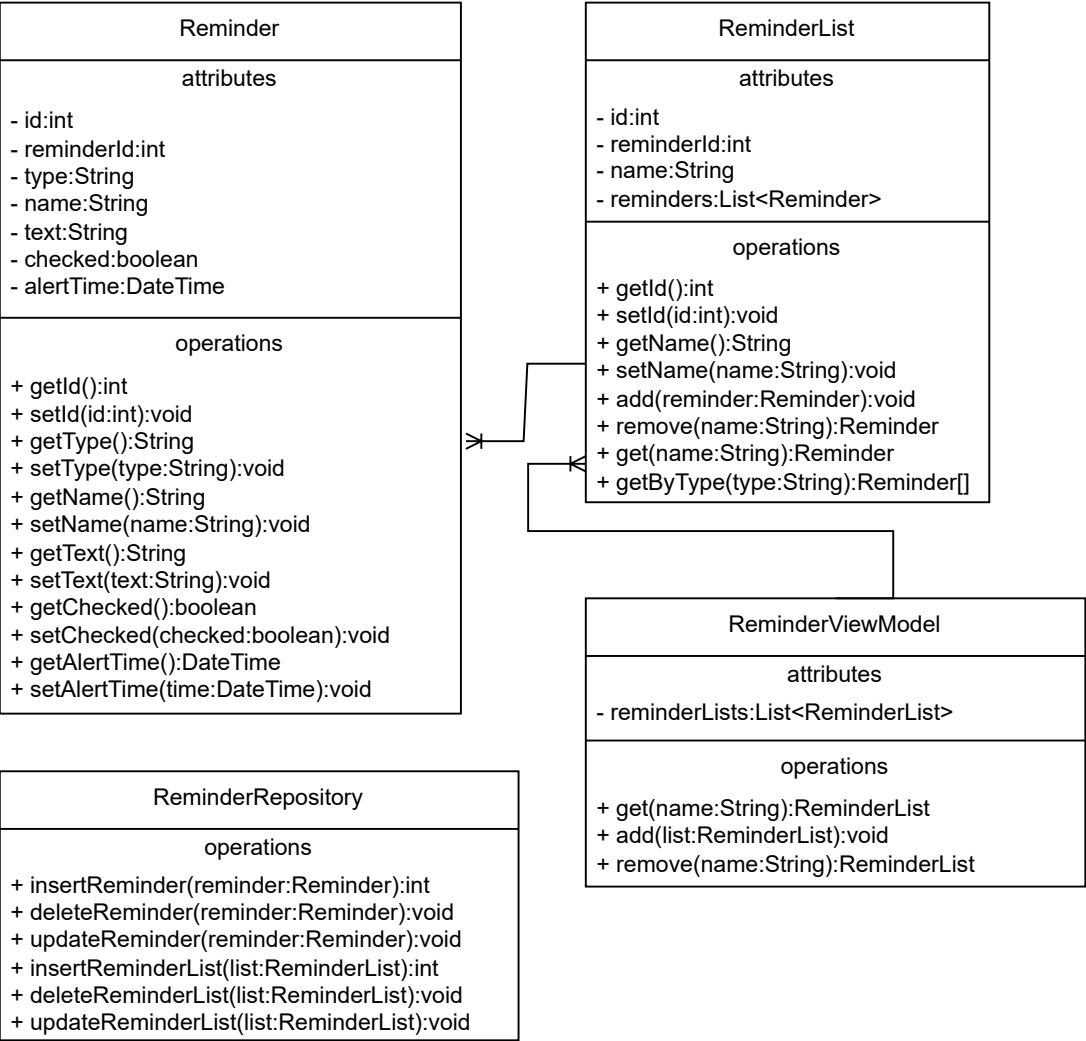 Reminder
attributes
- id:int
- reminderId:int
- type:String
- name:String
- text:String
- checked:boolean
- alertTime:DateTime
operations
+ getId():int
+ setId(id:int):void
+ getType():String
+ setType(type:String):void
+ getName():String
+ setName(name:String):void
+ getText():String
+ setText(text:String):void
+ getChecked():boolean
+ setChecked(checked:boolean):void
+ getAlertTime():DateTime
+ setAlertTime(time:DateTime):void
ReminderList
attributes
- id:int
- reminderId:int
- name:String
- reminders:List<Reminder>
operations
+ getId():int
+ setId(id:int):void
+ getName():String
+ setName(name:String):void
+ add(reminder:Reminder):void
+ remove(name:String):Reminder
+ get(name:String):Reminder
+ getByType(type:String):Reminder[]
ReminderViewModel
attributes
- reminderLists:List<ReminderList>
operations
+ get(name:String):ReminderList
+ add(list:ReminderList):void
+ remove(name:String):ReminderList
ReminderRepository
operations
+ insertReminder(reminder:Reminder):int
+ deleteReminder(reminder:Reminder):void
+ updateReminder(reminder:Reminder):void
+ insertReminderList(list:ReminderList):int
+ deleteReminderList(list:ReminderList):void
+ updateReminderList(list:ReminderList):void